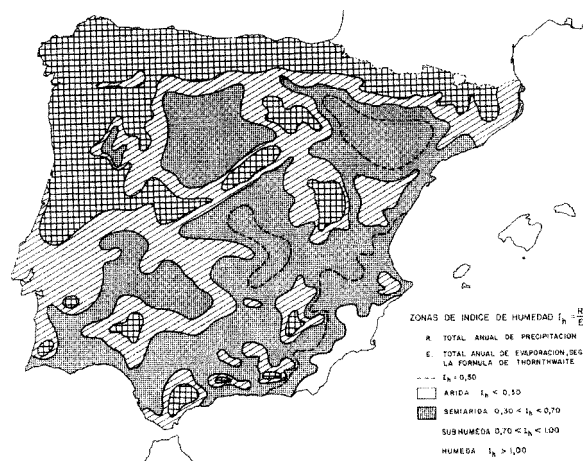 ZONAS DE INDICE DE HUMEDAD Iₕ = R/E
R. TOTAL ANUAL DE PRECIPITACION
E. TOTAL ANUAL DE EVAPORACION, SEG
LA FORMULA DE THORNTHWAITE
Iₕ = 0,50
ARIDA Iₕ < 0,30
SEMIARIDA 0,30 < Iₕ < 0,70
SUBHUMEDA 0,70 < Iₕ < 1,00
HUMEDA Iₕ > 1,00